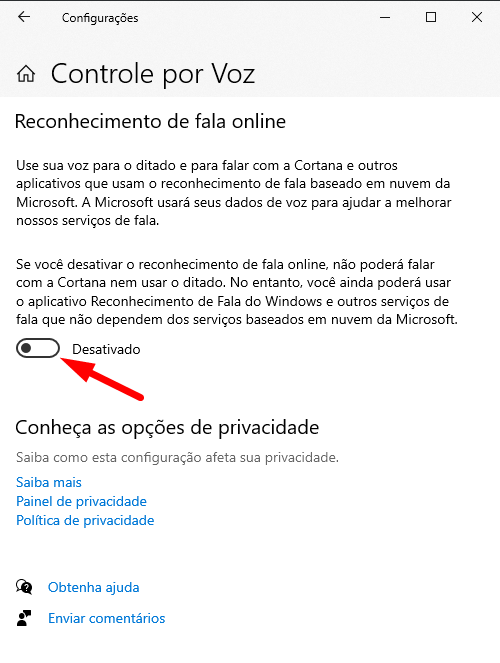 Configurações
Controle por Voz
Reconhecimento de fala online
Use sua voz para o ditado e para falar com a Cortana e outros
aplicativos que usam o reconhecimento de fala baseado em nuvem da
Microsoft. A Microsoft usará seus dados de voz para ajudar a melhorar
nossos serviços de fala.
Se você desativar o reconhecimento de fala online, não poderá falar
com a Cortana nem usar o ditado. No entanto, você ainda poderá usar
o aplicativo Reconhecimento de Fala do Windows e outros serviços de
fala que não dependem dos serviços baseados em nuvem da Microsoft.
Desativado
Conheça as opções de privacidade
Saiba como esta configuração afeta sua privacidade.
Saiba mais
Painel de privacidade
Política de privacidade
Obtenha ajuda
Enviar comentários